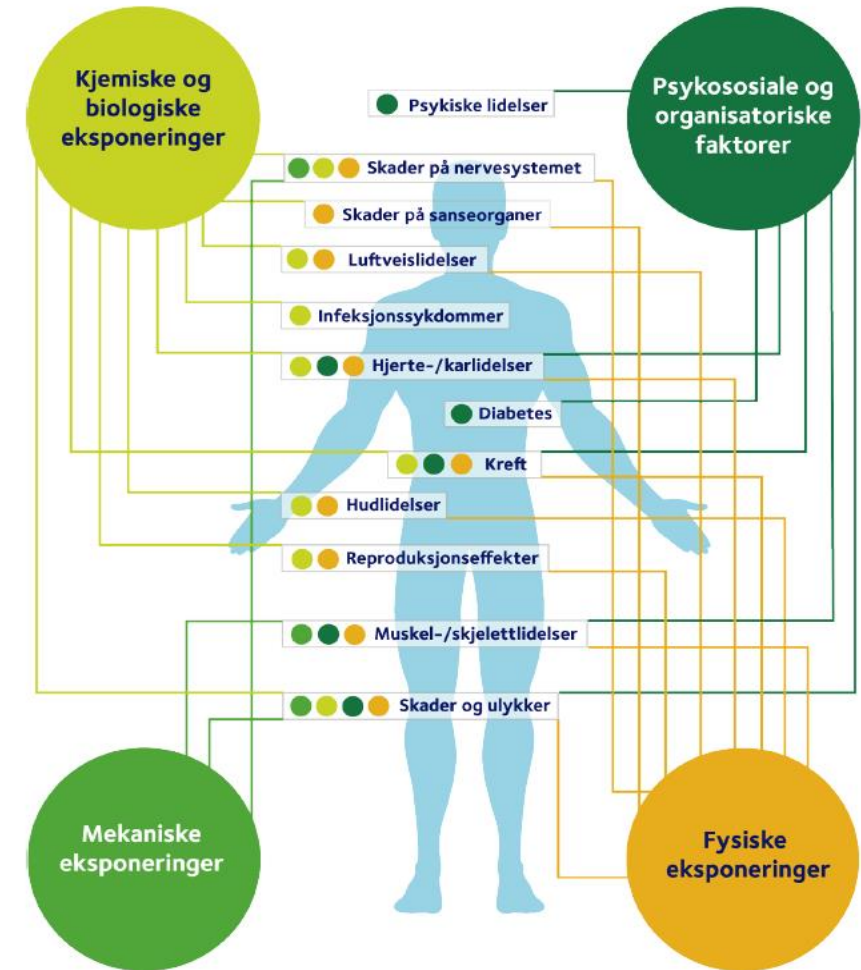 Kjemiske og
biologiske
eksponeringer
Psykososiale og
organisatoriske
faktorer
Psykiske lidelser
Skader på nervesystemet
Skader på sanseorganer
Luftveislidelser
Infeksjonssykdommer
Hjerte-/karlidelser
Diabetes
Kreft
Hudlidelser
Reproduksjonseffekter
Muskel-/skjelettlidelser
Skader og ulykker
Mekaniske
eksponeringer
Fysiske
eksponeringer